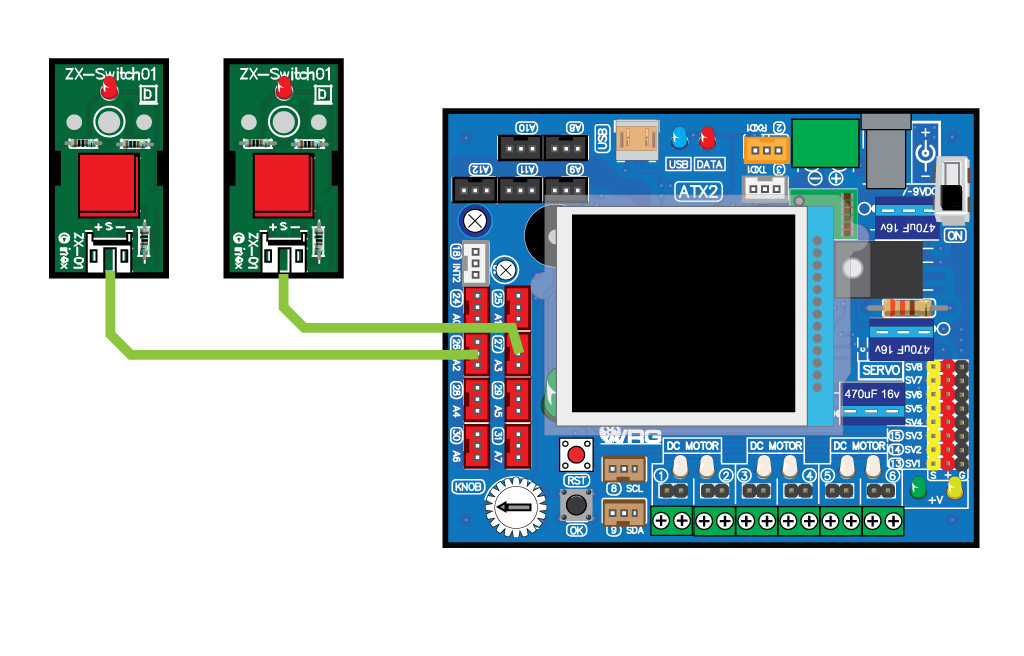 ZX-Switch01
D
+ S -
ZX-01
© inex
ZX-Switch01
D
+ S -
ZX-01
© inex
A10
A8
USB
USB
DATA
RXD1
2
TXD1
3
- +
+ -
7-9VDC
ON
A12
A11
A9
ATX2
470uF 16v
18
INT2
24
A0
25
A1
26
A2
27
A3
28
A4
29
A5
30
A6
31
A7
470uF 16v
SERVO
470uF 16v
SV8
SV7
SV6
SV5
SV4
15 SV3
14 SV2
13 SV1
S + G
+V
WRG
KNOB
RST
OK
8 SCL
9 SDA
DC MOTOR
DC MOTOR
DC MOTOR
1
2
3
4
5
6